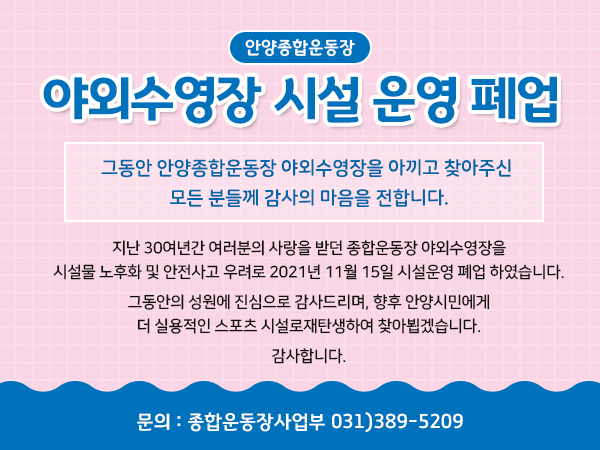 안양종합운동장
야외수영장 시설 운영 폐업
그동안 안양종합운동장 야외수영장을 아끼고 찾아주신
모든 분들께 감사의 마음을 전합니다.
지난 30여년간 여러분의 사랑을 받던 종합운동장 야외수영장을
시설물 노후화 및 안전사고 우려로 2021년 11월 15일 시설운영 폐업 하였습니다.
그동안의 성원에 진심으로 감사드리며, 향후 안양시민에게
더 실용적인 스포츠 시설로재탄생하여 찾아뵙겠습니다.
감사합니다.
문의 : 종합운동장사업부 031)389-5209